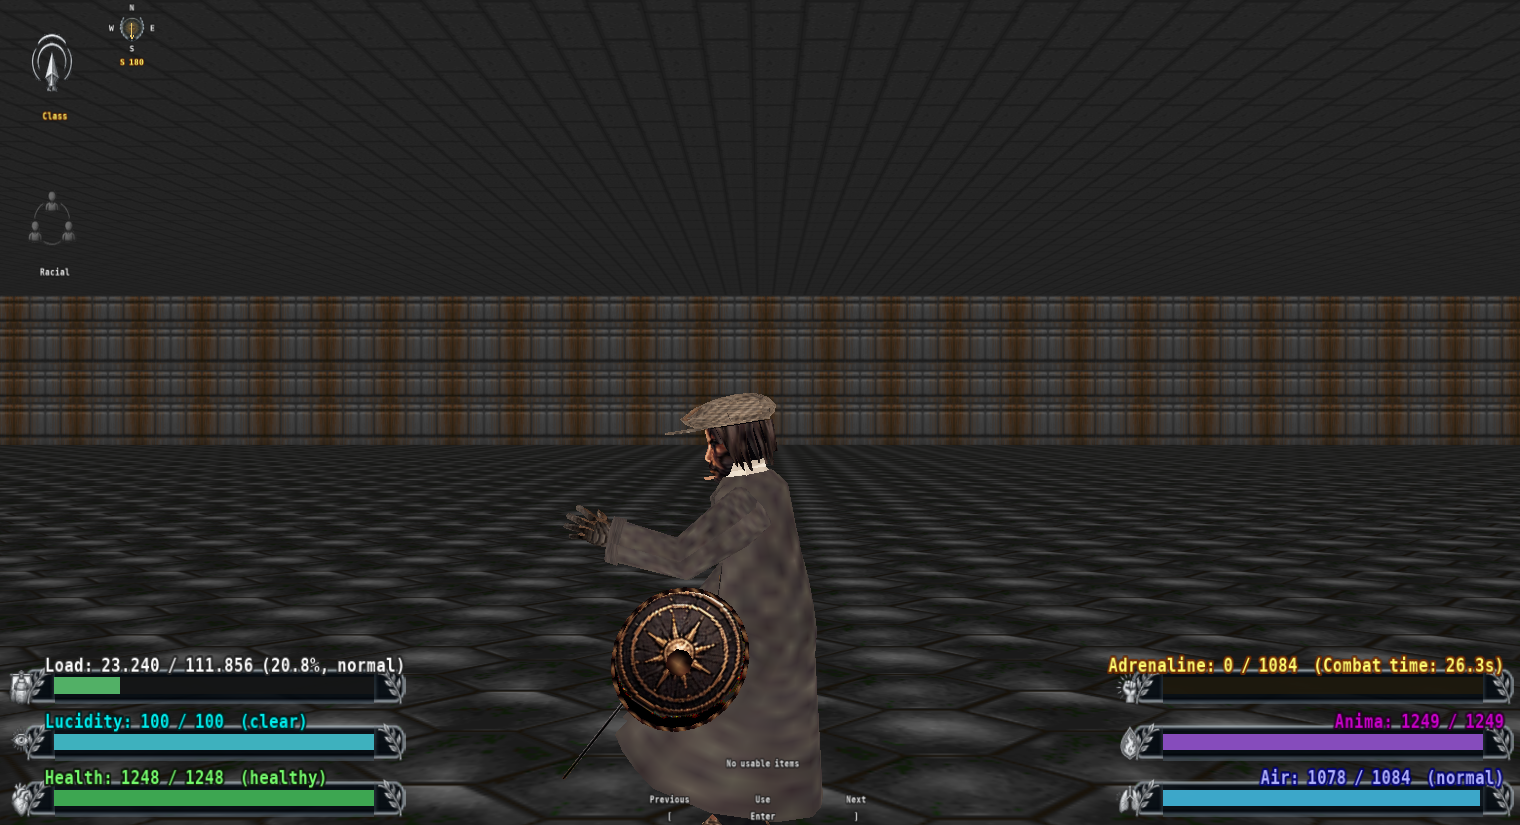 N
W E
S
S 180
Class
Racial
Load: 23.240 / 111.856 (20.8%, normal)
Lucidity: 100 / 100 (clear)
Health: 1248 / 1248 (healthy)
Adrenaline: 0 / 1084 (Combat time: 26.3s)
Anima: 1249 / 1249
Air: 1078 / 1084 (normal)
No usable items
Previous Use Next
[ Enter ]